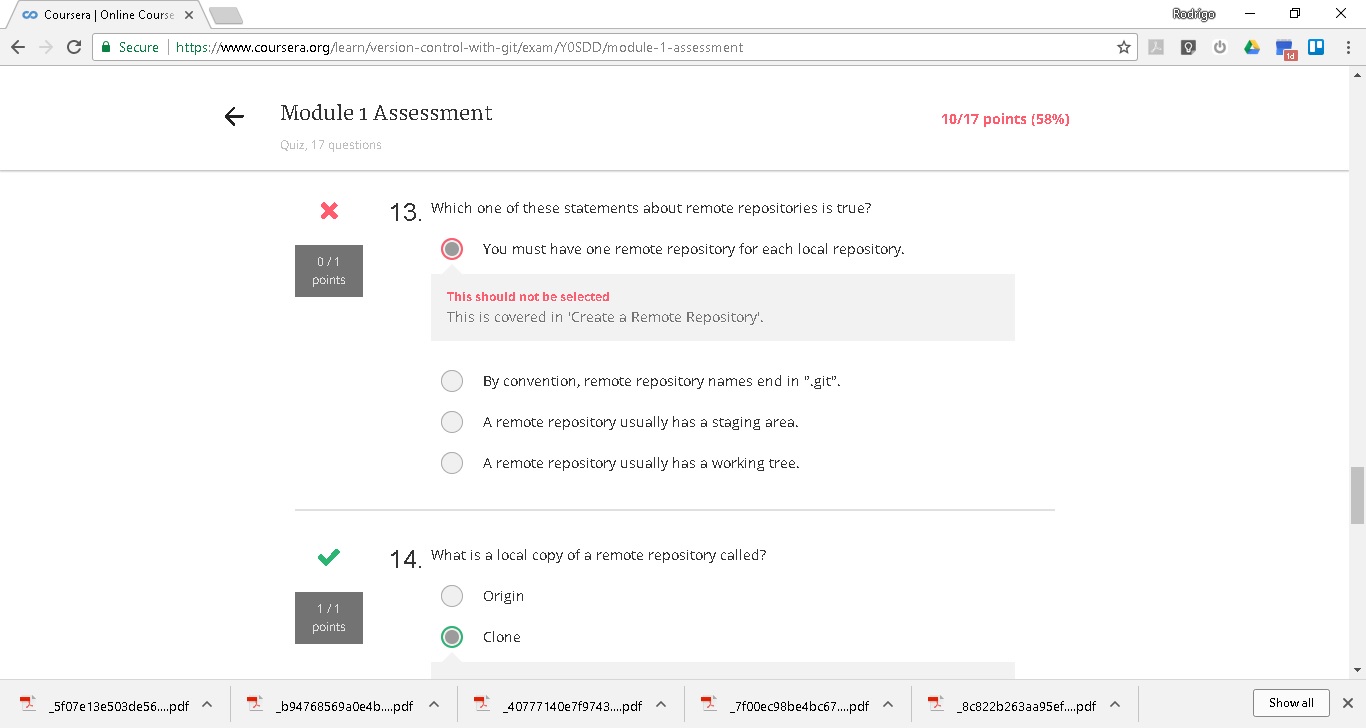 Coursera | Online Course
Rodrigo
Secure
https://www.coursera.org/learn/version-control-with-git/exam/Y0SDD/module-1-assessment
1d
Module 1 Assessment
10/17 points (58%)
Quiz, 17 questions
13. Which one of these statements about remote repositories is true?
0 / 1
points
You must have one remote repository for each local repository.
This should not be selected
This is covered in 'Create a Remote Repository'.
By convention, remote repository names end in ".git".
A remote repository usually has a staging area.
A remote repository usually has a working tree.
14. What is a local copy of a remote repository called?
1 / 1
points
Origin
Clone
_5f07e13e503de56....pdf
_b94768569a0e4b....pdf
_40777140e7f9743....pdf
_7f00ec98be4bc67....pdf
_8c822b263aa95ef....pdf
Show all